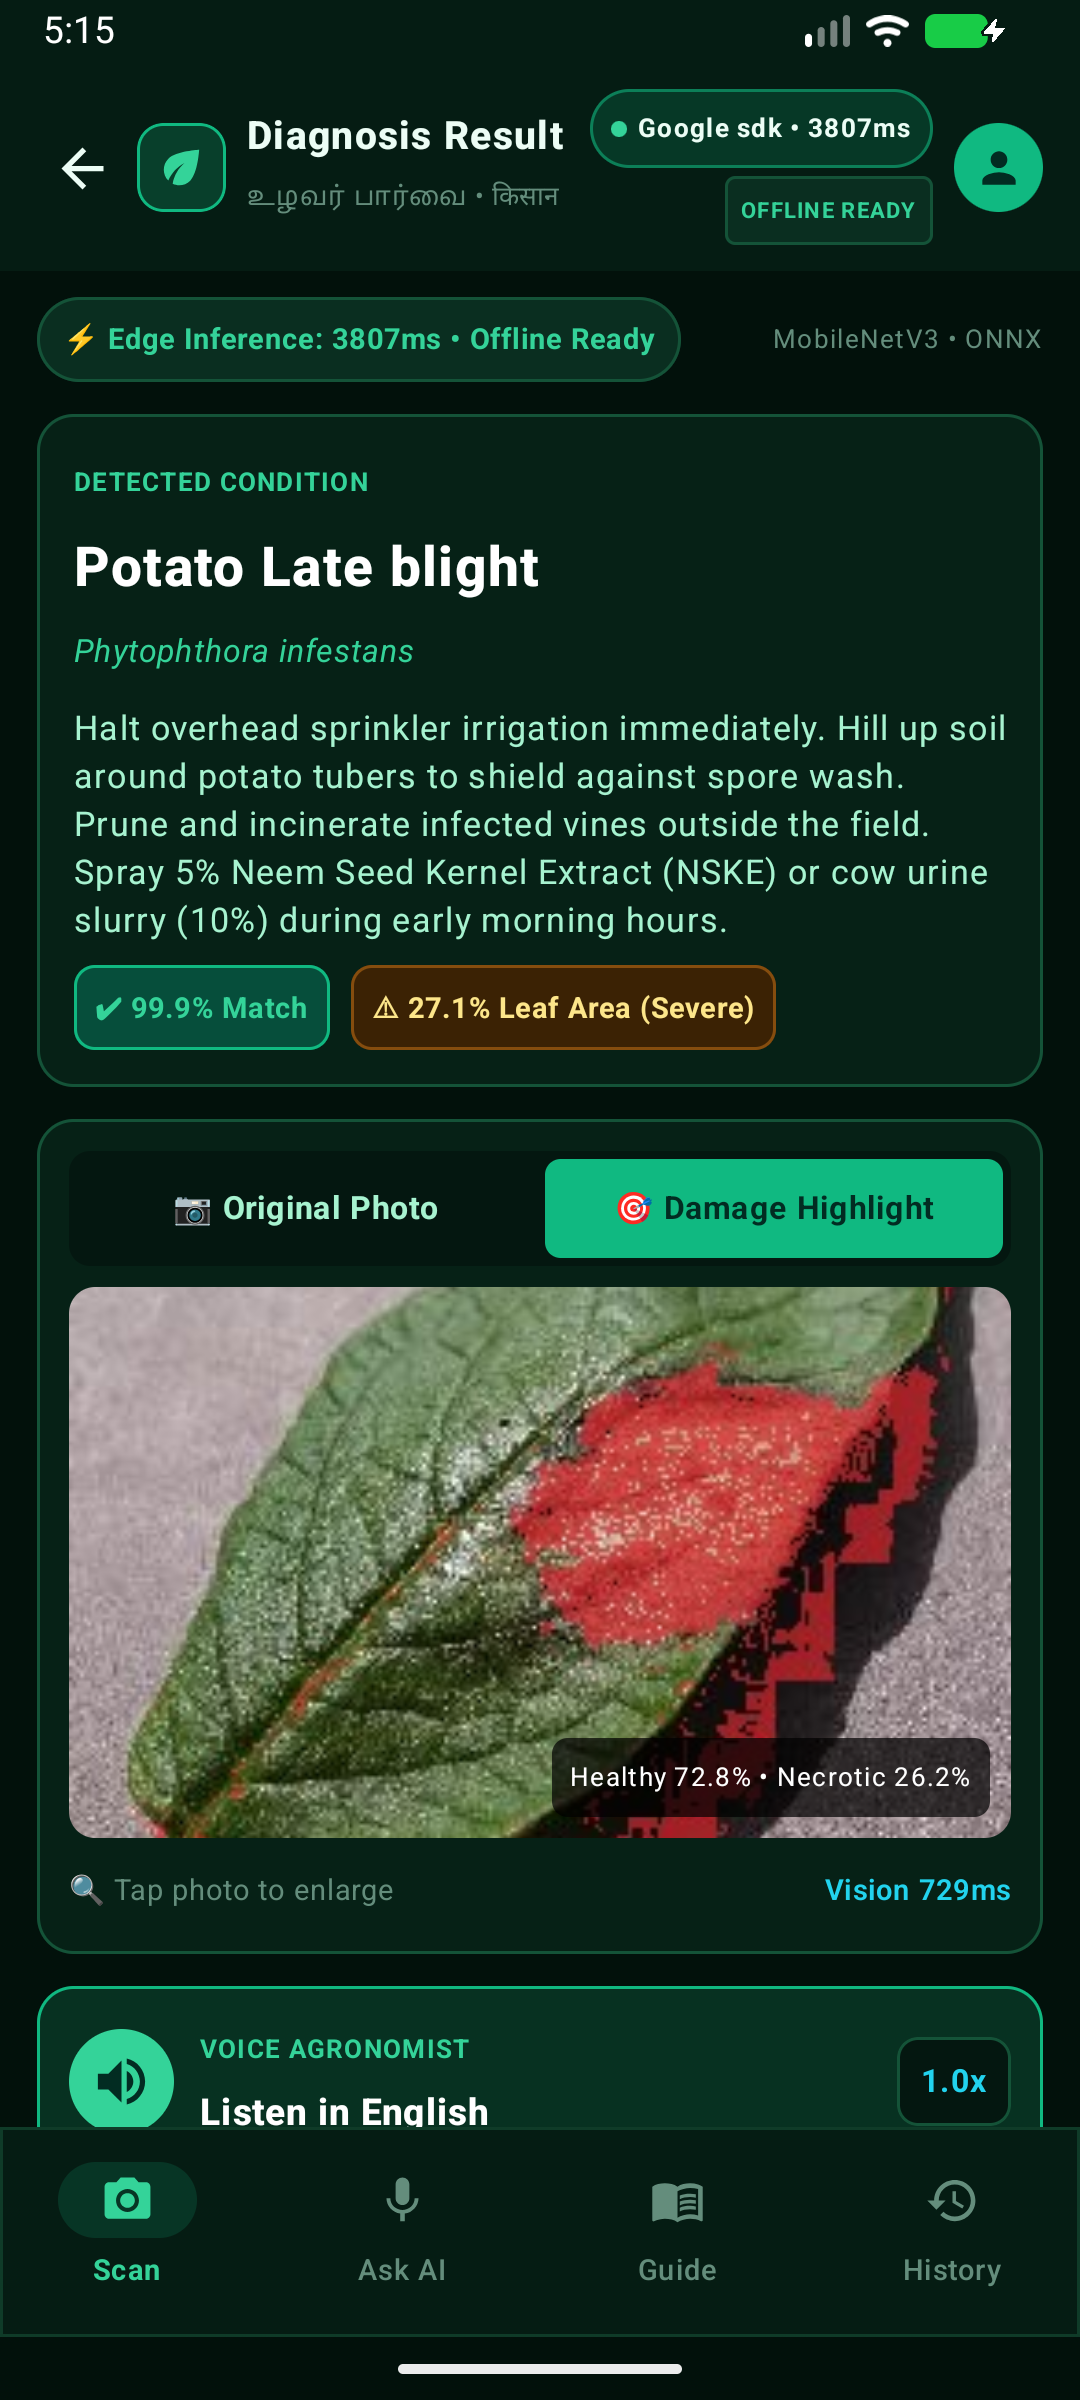 5:15
Diagnosis Result
உழவர் பார்வை • किसान
Google sdk • 3807ms
OFFLINE READY
⚡ Edge Inference: 3807ms • Offline Ready
MobileNetV3 • ONNX
DETECTED CONDITION
Potato Late blight
Phytophthora infestans
Halt overhead sprinkler irrigation immediately. Hill up soil
around potato tubers to shield against spore wash.
Prune and incinerate infected vines outside the field.
Spray 5% Neem Seed Kernel Extract (NSKE) or cow urine
slurry (10%) during early morning hours.
✔ 99.9% Match
⚠ 27.1% Leaf Area (Severe)
📷 Original Photo
🎯 Damage Highlight
Healthy 72.8% • Necrotic 26.2%
🔍 Tap photo to enlarge
Vision 729ms
VOICE AGRONOMIST
Listen in English
1.0x
Scan
Ask AI
Guide
History